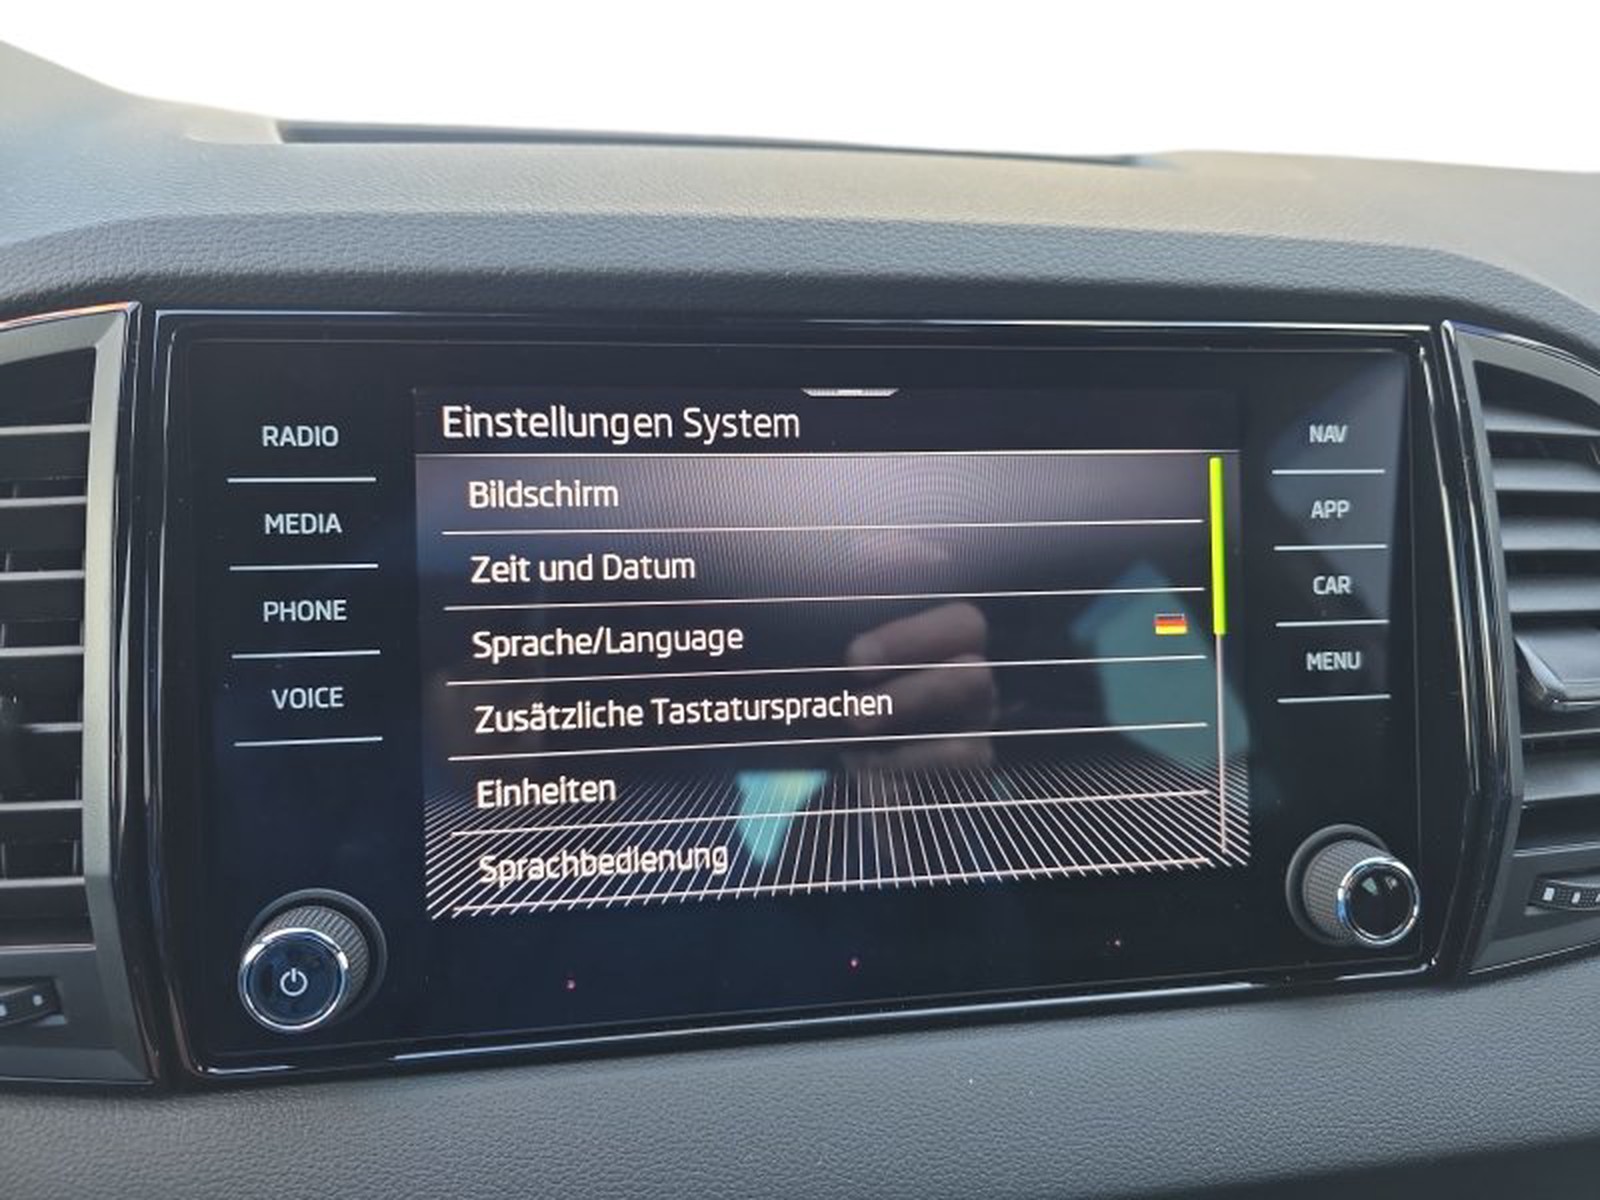 RADIO
MEDIA
PHONE
VOICE
Einstellungen System
Bildschirm
Zeit und Datum
Sprache/Language
Zusätzliche Tastatursprachen
Einheiten
Sprachbedienung
NAV
APP
CAR
MENU